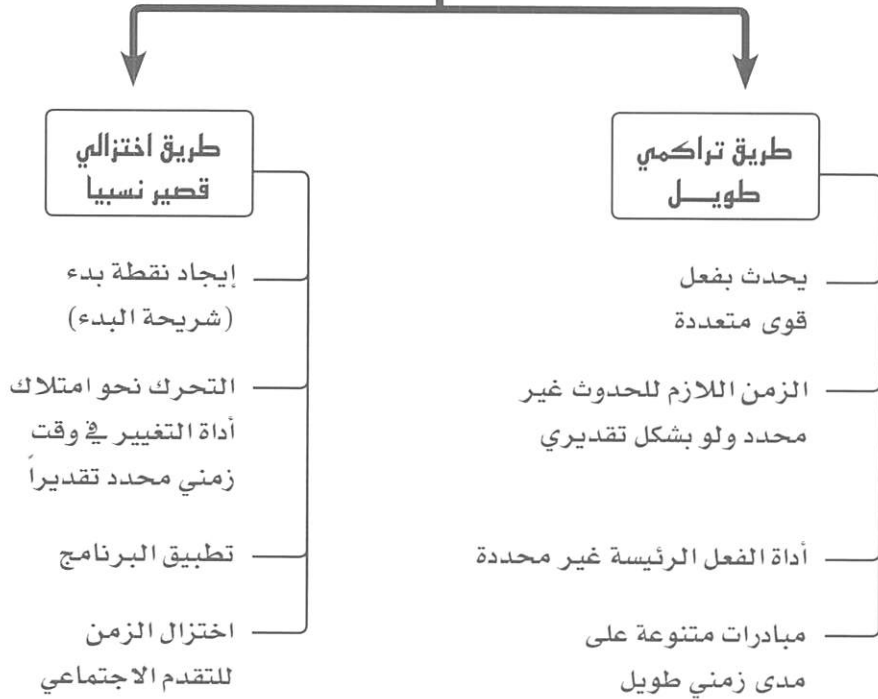 طريق تراكمي
طويــل
يحدث بفعل
قوى متعددة
الزمن اللازم للحدوث غير
محدد ولو بشكل تقديري
أداة الفعل الرئيسة غير محددة
مبادرات متنوعة على
مدى زمني طويل
طريق اختزالي
قصير نسبيا
إيجاد نقطة بدء
(شريحة البدء)
التحرك نحو امتلاك
أداة التغيير في وقت
زمني محدد تقديراً
تطبيق البرنامج
اختزال الزمن
للتقدم الاجتماعي